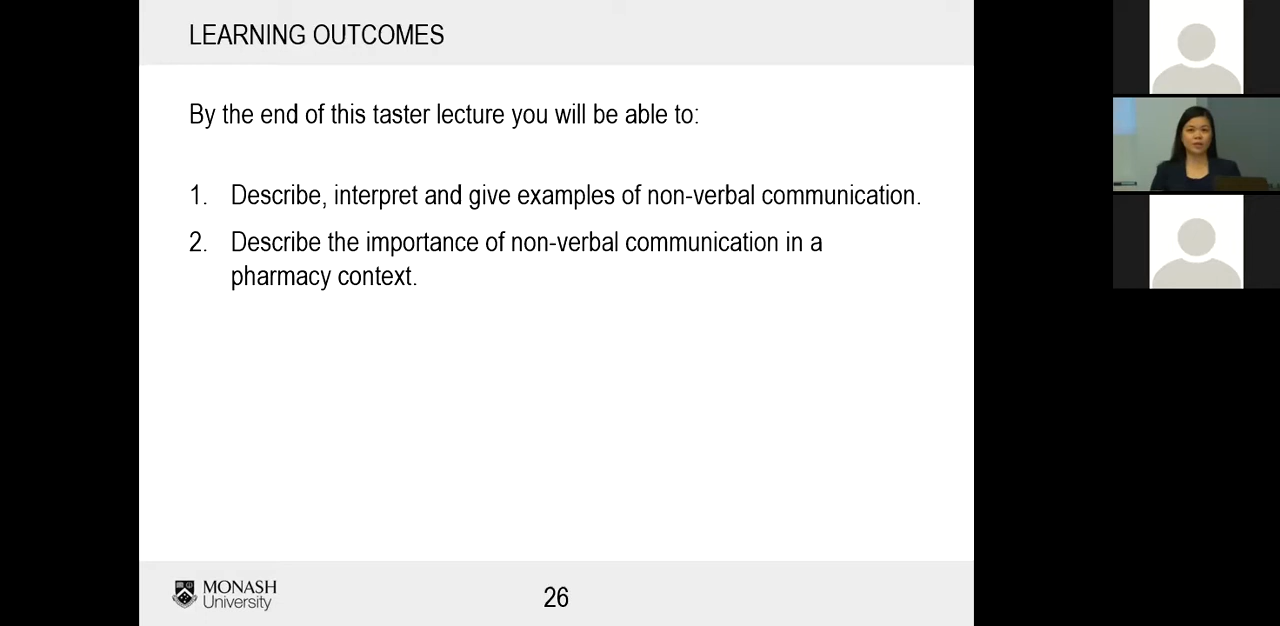 LEARNING OUTCOMES
By the end of this taster lecture you will be able to:
1. Describe, interpret and give examples of non-verbal communication.
2. Describe the importance of non-verbal communication in a
pharmacy context.
MONASH
University
26